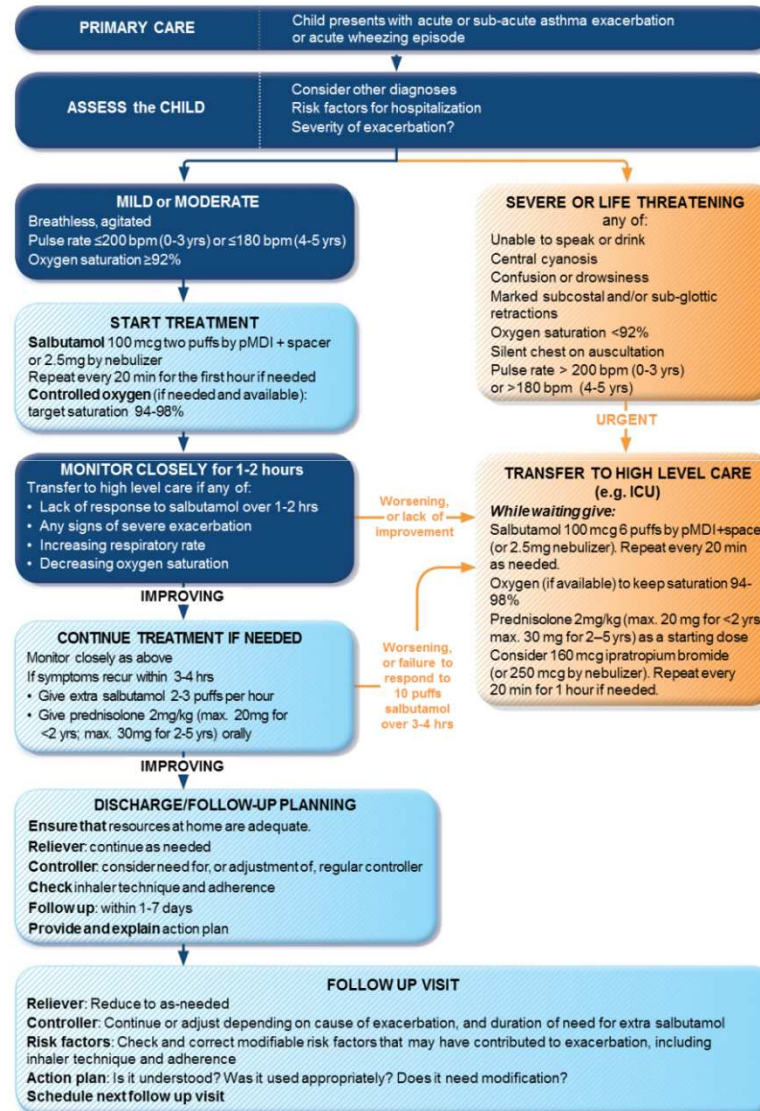 PRIMARY CARE
Child presents with acute or sub-acute asthma exacerbation
or acute wheezing episode
ASSESS the CHILD
Consider other diagnoses
Risk factors for hospitalization
Severity of exacerbation?
MILD or MODERATE
Breathless, agitated
Pulse rate ≤200 bpm (0-3 yrs) or ≤180 bpm (4-5 yrs)
Oxygen saturation ≥92%
SEVERE OR LIFE THREATENING
any of:
Unable to speak or drink
Central cyanosis
Confusion or drowsiness
Marked subcostal and/or sub-glottic
retractions
Oxygen saturation <92%
Silent chest on auscultation
Pulse rate > 200 bpm (0-3 yrs)
or >180 bpm (4-5 yrs)
START TREATMENT
Salbutamol 100 mcg two puffs by pMDI + spacer
or 2.5mg by nebulizer
Repeat every 20 min for the first hour if needed
Controlled oxygen (if needed and available):
target saturation 94-98%
URGENT
MONITOR CLOSELY for 1-2 hours
Transfer to high level care if any of:
• Lack of response to salbutamol over 1-2 hrs
• Any signs of severe exacerbation
• Increasing respiratory rate
• Decreasing oxygen saturation
Worsening,
or lack of
improvement
TRANSFER TO HIGH LEVEL CARE
(e.g. ICU)
While waiting give:
Salbutamol 100 mcg 6 puffs by pMDI+space
(or 2.5mg nebulizer). Repeat every 20 min
as needed.
Oxygen (if available) to keep saturation 94-
98%
Prednisolone 2mg/kg (max. 20 mg for <2 yrs
max. 30 mg for 2–5 yrs) as a starting dose
Consider 160 mcg ipratropium bromide
(or 250 mcg by nebulizer). Repeat every
20 min for 1 hour if needed.
IMPROVING
CONTINUE TREATMENT IF NEEDED
Monitor closely as above
If symptoms recur within 3-4 hrs
• Give extra salbutamol 2-3 puffs per hour
• Give prednisolone 2mg/kg (max. 20mg for
<2 yrs; max. 30mg for 2-5 yrs) orally
Worsening,
or failure to
respond to
10 puffs
salbutamol
over 3-4 hrs
IMPROVING
DISCHARGE/FOLLOW-UP PLANNING
Ensure that resources at home are adequate.
Reliever: continue as needed
Controller: consider need for, or adjustment of, regular controller
Check inhaler technique and adherence
Follow up: within 1-7 days
Provide and explain action plan
FOLLOW UP VISIT
Reliever: Reduce to as-needed
Controller: Continue or adjust depending on cause of exacerbation, and duration of need for extra salbutamol
Risk factors: Check and correct modifiable risk factors that may have contributed to exacerbation, including
inhaler technique and adherence
Action plan: Is it understood? Was it used appropriately? Does it need modification?
Schedule next follow up visit